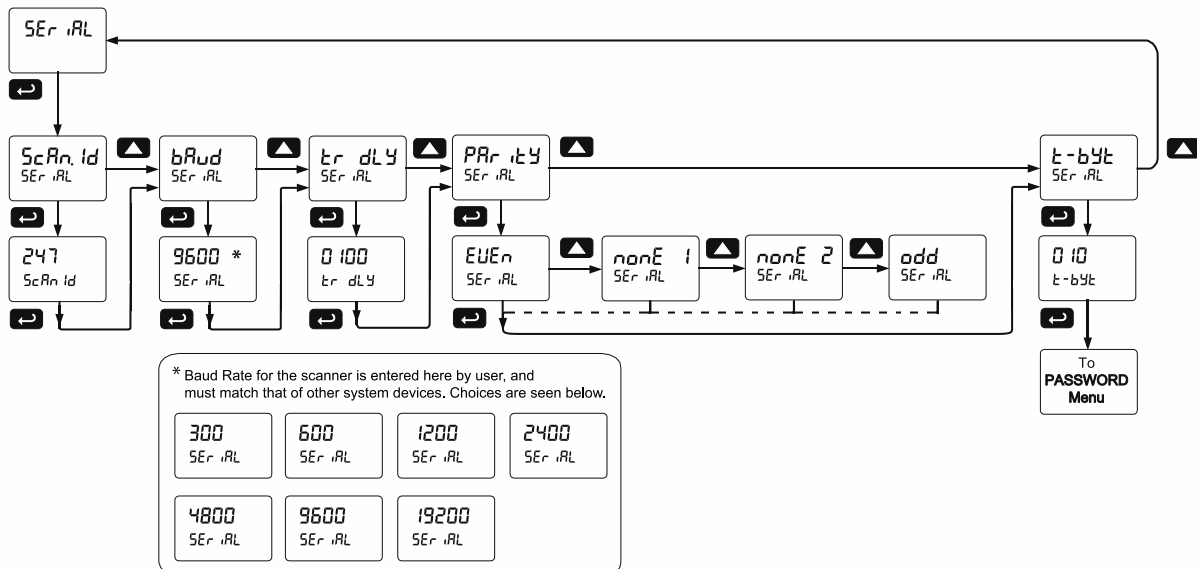 SEr iAL
ScAn. Id
SEr iAL
bAud
SEr iAL
tr dLY
SEr iAL
PAr itY
SEr iAL
t-bYt
SEr iAL
247
ScAn Id
9600 *
SEr iAL
0 100
tr dLY
EVEn
SEr iAL
nonE 1
SEr iAL
nonE 2
SEr iAL
odd
SEr iAL
0 10
t-bYt
To
PASSWORD
Menu
* Baud Rate for the scanner is entered here by user, and
must match that of other system devices. Choices are seen below.
300
SEr iAL
600
SEr iAL
1200
SEr iAL
2400
SEr iAL
4800
SEr iAL
9600
SEr iAL
19200
SEr iAL